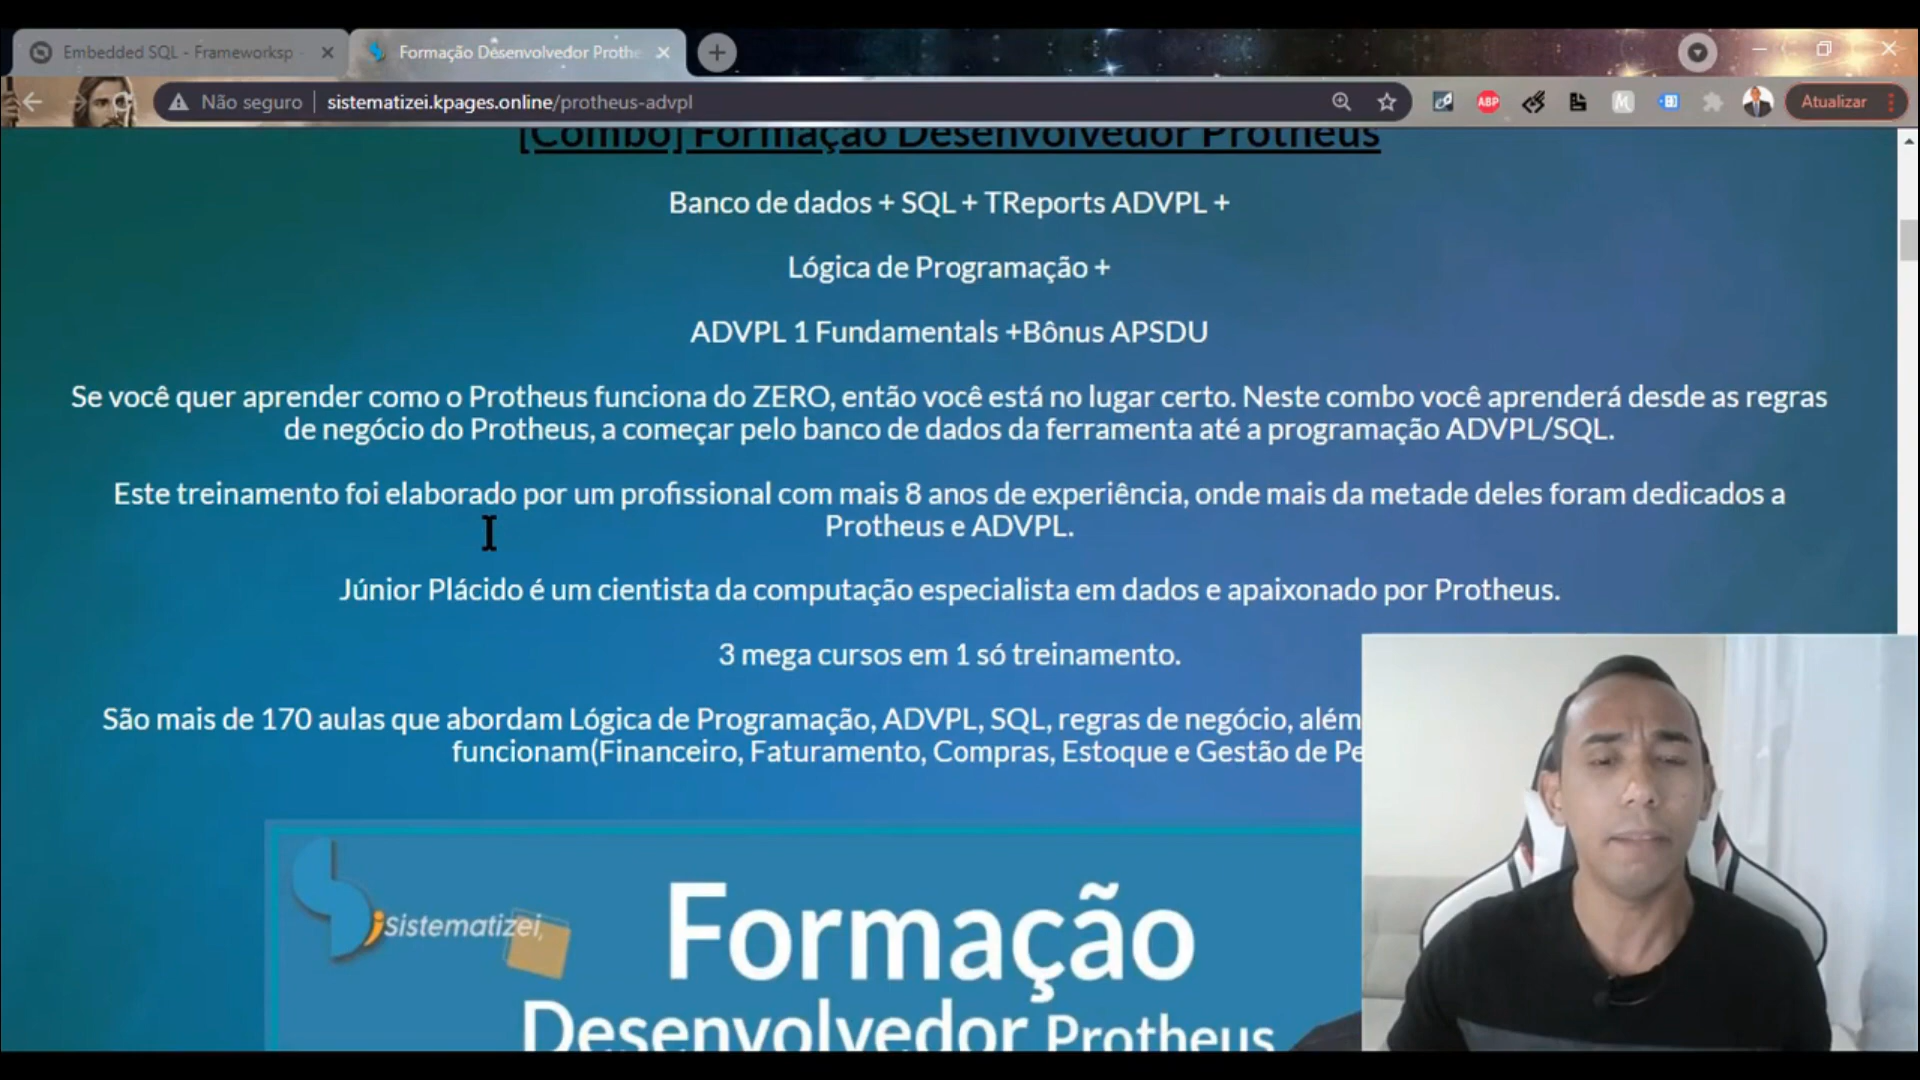 Embedded SQL - Frameworksp -
Formação Desenvolvedor Prothe
Não seguro
sistematizei.kpages.online/protheus-advpl
ABP
M
Atualizar
[Combo] Formação Desenvolvedor Protheus
Banco de dados + SQL + TReports ADVPL +
Lógica de Programação +
ADVPL 1 Fundamentals +Bônus APSDU
Se você quer aprender como o Protheus funciona do ZERO, então você está no lugar certo. Neste combo você aprenderá desde as regras
de negócio do Protheus, a começar pelo banco de dados da ferramenta até a programação ADVPL/SQL.
Este treinamento foi elaborado por um profissional com mais 8 anos de experiência, onde mais da metade deles foram dedicados a
Protheus e ADVPL.
Júnior Plácido é um cientista da computação especialista em dados e apaixonado por Protheus.
3 mega cursos em 1 só treinamento.
São mais de 170 aulas que abordam Lógica de Programação, ADVPL, SQL, regras de negócio, além
funcionam(Financeiro, Faturamento, Compras, Estoque e Gestão de Pe
Sistematizei,
Formação
Desenvolvedor Protheus